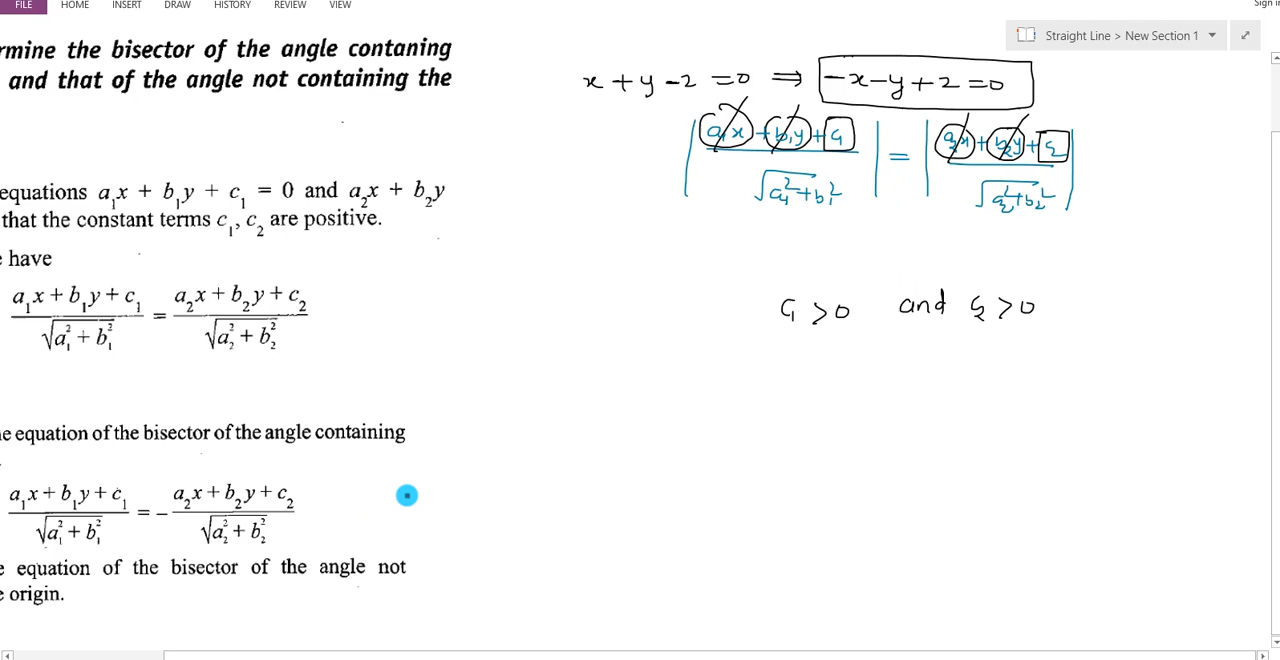 FILE HOME INSERT DRAW HISTORY REVIEW VIEW
Sign i
Straight Line > New Section 1
rmine the bisector of the angle contaning
and that of the angle not containing the
equations a₁x + b₁y + c₁ = 0 and a₂x + b₂y
that the constant terms c₁, c₂ are positive.
have
(a₁x + b₁y + c₁)/√(a₁² + b₁²) = (a₂x + b₂y + c₂)/√(a₂² + b₂²)
e equation of the bisector of the angle containing
(a₁x + b₁y + c₁)/√(a₁² + b₁²) = - (a₂x + b₂y + c₂)/√(a₂² + b₂²)
e equation of the bisector of the angle not
e origin.
x + y - 2 = 0 ⇒ -x - y + 2 = 0
|(a₁x + b₁y + c₁)/√(a₁² + b₁²)| = |(a₂x + b₂y + c₂)/√(a₂² + b₂²)|
c₁ > 0 and c₂ > 0